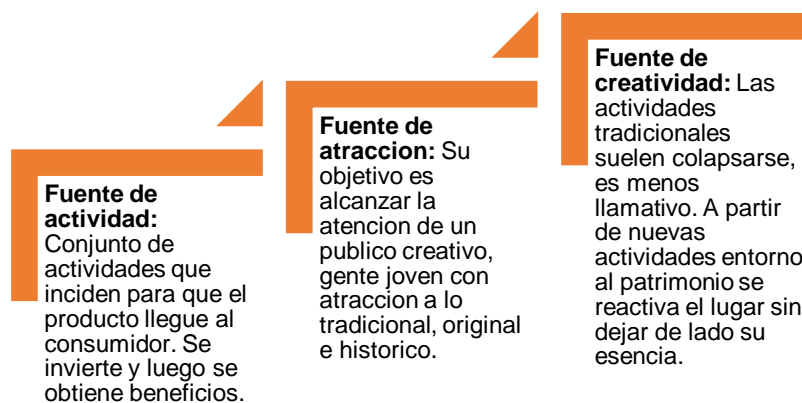 Fuente de
actividad:
Conjunto de
actividades que
inciden para que el
producto llegue al
consumidor. Se
invierte y luego se
obtiene beneficios.
Fuente de
atraccion: Su
objetivo es
alcanzar la
atencion de un
publico creativo,
gente joven con
atraccion a lo
tradicional, original
e historico.
Fuente de
creatividad: Las
actividades
tradicionales
suelen colapsarse,
es menos
llamativo. A partir
de nuevas
actividades entorno
al patrimonio se
reactiva el lugar sin
dejar de lado su
esencia.